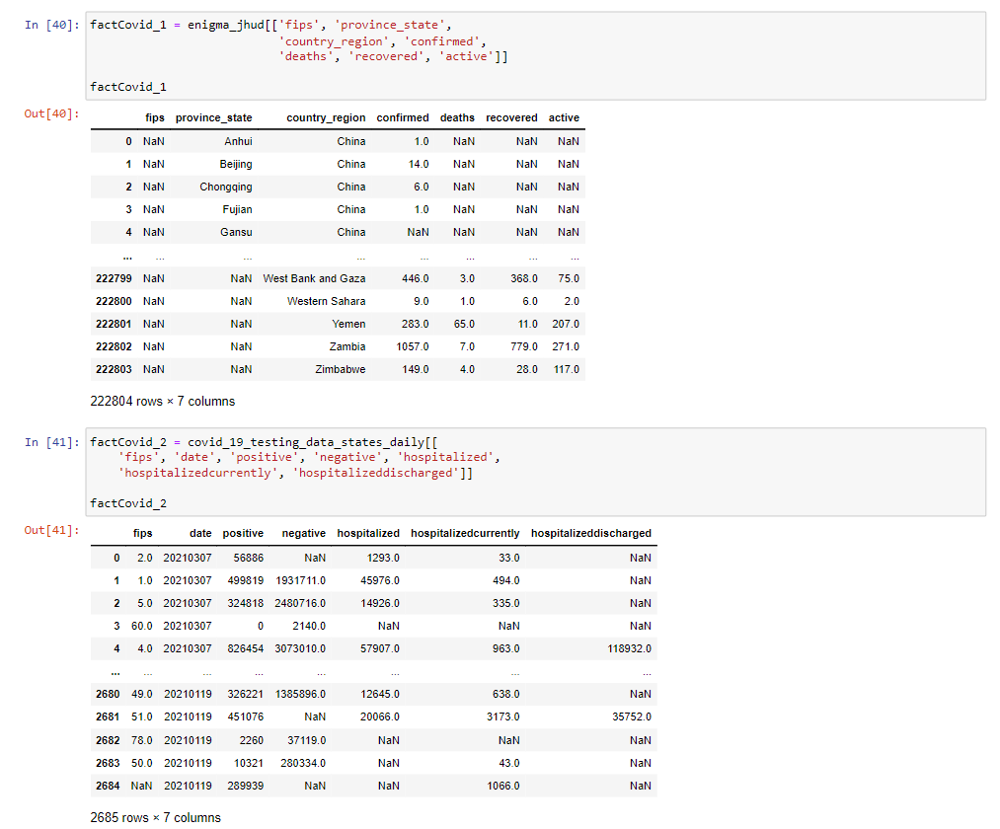 In [40]: factCovid_1 = enigma_jhud[['fips', 'province_state',
'country_region', 'confirmed',
'deaths', 'recovered', 'active']]
factCovid_1
Out[40]:
fips province_state country_region confirmed deaths recovered active
0 NaN Anhui China 1.0 NaN NaN NaN
1 NaN Beijing China 14.0 NaN NaN NaN
2 NaN Chongqing China 6.0 NaN NaN NaN
3 NaN Fujian China 1.0 NaN NaN NaN
4 NaN Gansu China NaN NaN NaN NaN
... ... ... ... ... ... ... ...
222799 NaN NaN West Bank and Gaza 446.0 3.0 368.0 75.0
222800 NaN NaN Western Sahara 9.0 1.0 6.0 2.0
222801 NaN NaN Yemen 283.0 65.0 11.0 207.0
222802 NaN NaN Zambia 1057.0 7.0 779.0 271.0
222803 NaN NaN Zimbabwe 149.0 4.0 28.0 117.0
222804 rows × 7 columns
In [41]: factCovid_2 = covid_19_testing_data_states_daily[[
'fips', 'date', 'positive', 'negative', 'hospitalized',
'hospitalizedcurrently', 'hospitalizeddischarged']]
factCovid_2
Out[41]:
fips date positive negative hospitalized hospitalizedcurrently hospitalizeddischarged
0 2.0 20210307 56886 NaN 1293.0 33.0 NaN
1 1.0 20210307 499819 1931711.0 45976.0 494.0 NaN
2 5.0 20210307 324818 2480716.0 14926.0 335.0 NaN
3 60.0 20210307 0 2140.0 NaN NaN NaN
4 4.0 20210307 826454 3073010.0 57907.0 963.0 118932.0
... ... ... ... ... ... ... ...
2680 49.0 20210119 326221 1385896.0 12645.0 638.0 NaN
2681 51.0 20210119 451076 NaN 20066.0 3173.0 35752.0
2682 78.0 20210119 2260 37119.0 NaN NaN NaN
2683 50.0 20210119 10321 280334.0 NaN 43.0 NaN
2684 NaN 20210119 289939 NaN NaN 1066.0 NaN
2685 rows × 7 columns